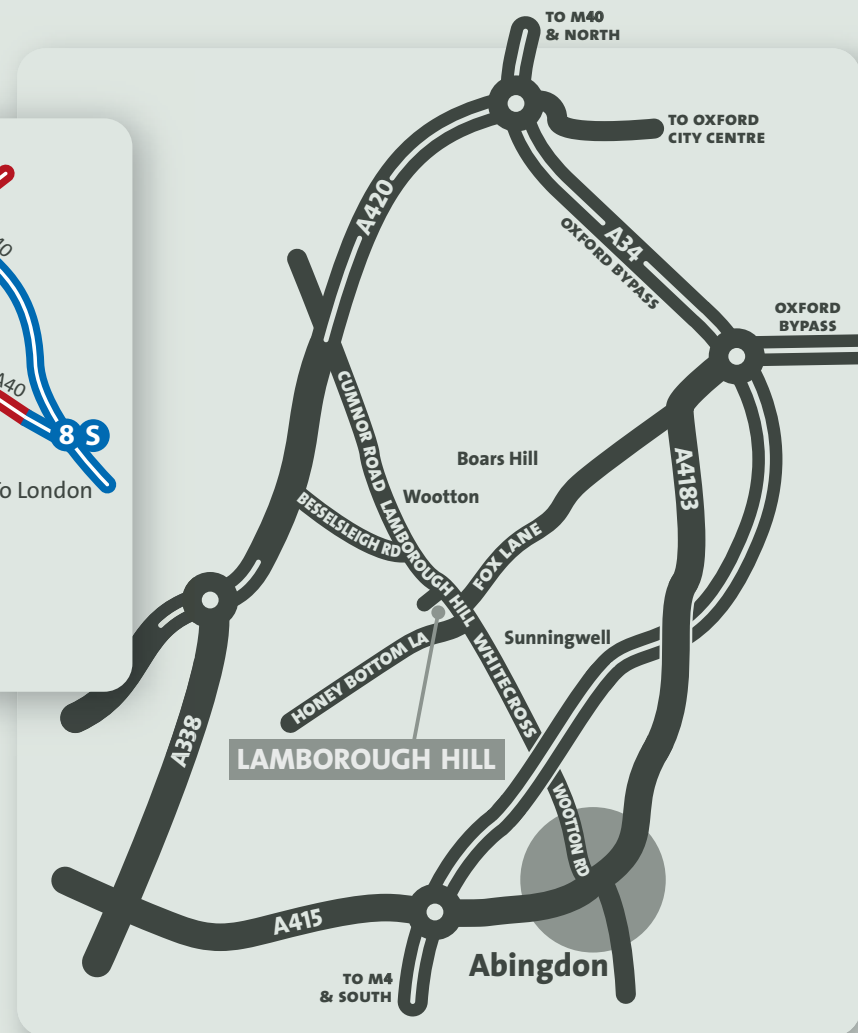 TO M40
& NORTH
TO OXFORD
CITY CENTRE
A420
A34
OXFORD BYPASS
OXFORD
BYPASS
CUMNOR ROAD
Boars Hill
A4183
Wootton
BESSELSLEIGH RD
LAMBOROUGH HILL
FOX LANE
Sunningwell
HONEY BOTTOM LA
WHITECROSS
A338
LAMBOROUGH HILL
WOOTTON RD
A415
Abingdon
TO M4
& SOUTH
A40
8 S
London